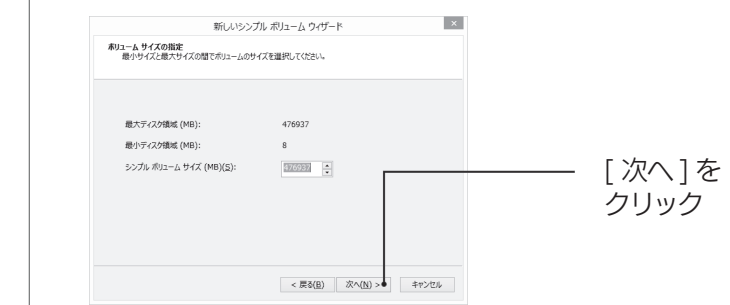 新しいシンプル ボリューム ウィザード
ボリューム サイズの指定
最小サイズと最大サイズの間でボリュームのサイズを選択してください。
最大ディスク領域 (MB): 476937
最小ディスク領域 (MB): 8
シンプル ボリューム サイズ (MB)(S): 476937
[ 次へ ] を
クリック
< 戻る(B) 次へ(N) > キャンセル